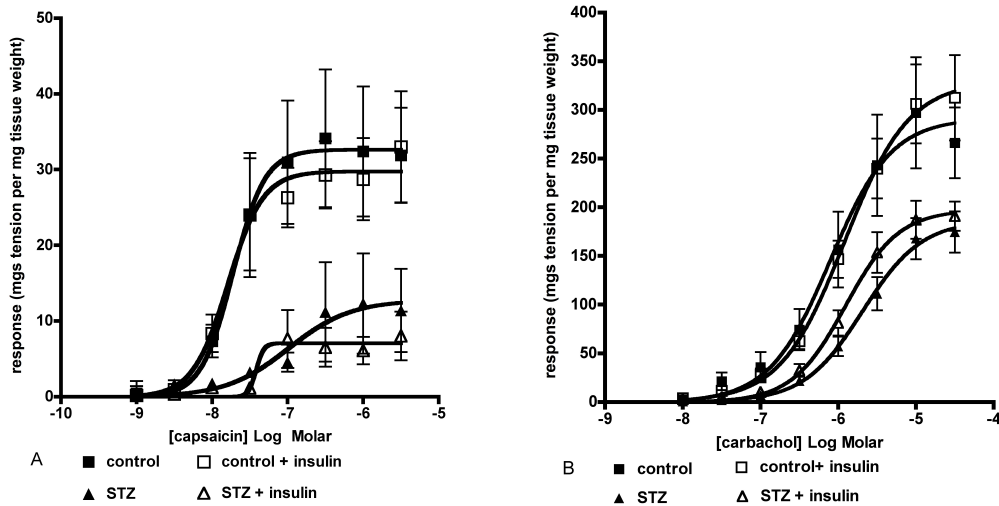 response (mgs tension per mg tissue weight)
50
40
30
20
10
0
-10
-9
-8
-7
-6
-5
[capsaicin] Log Molar
A
control
control + insulin
STZ
STZ + insulin
response (mgs tension per mg tissue weight)
400
350
300
250
200
150
100
50
0
-9
-8
-7
-6
-5
-4
[carbachol] Log Molar
B
control
control+ insulin
STZ
STZ + insulin